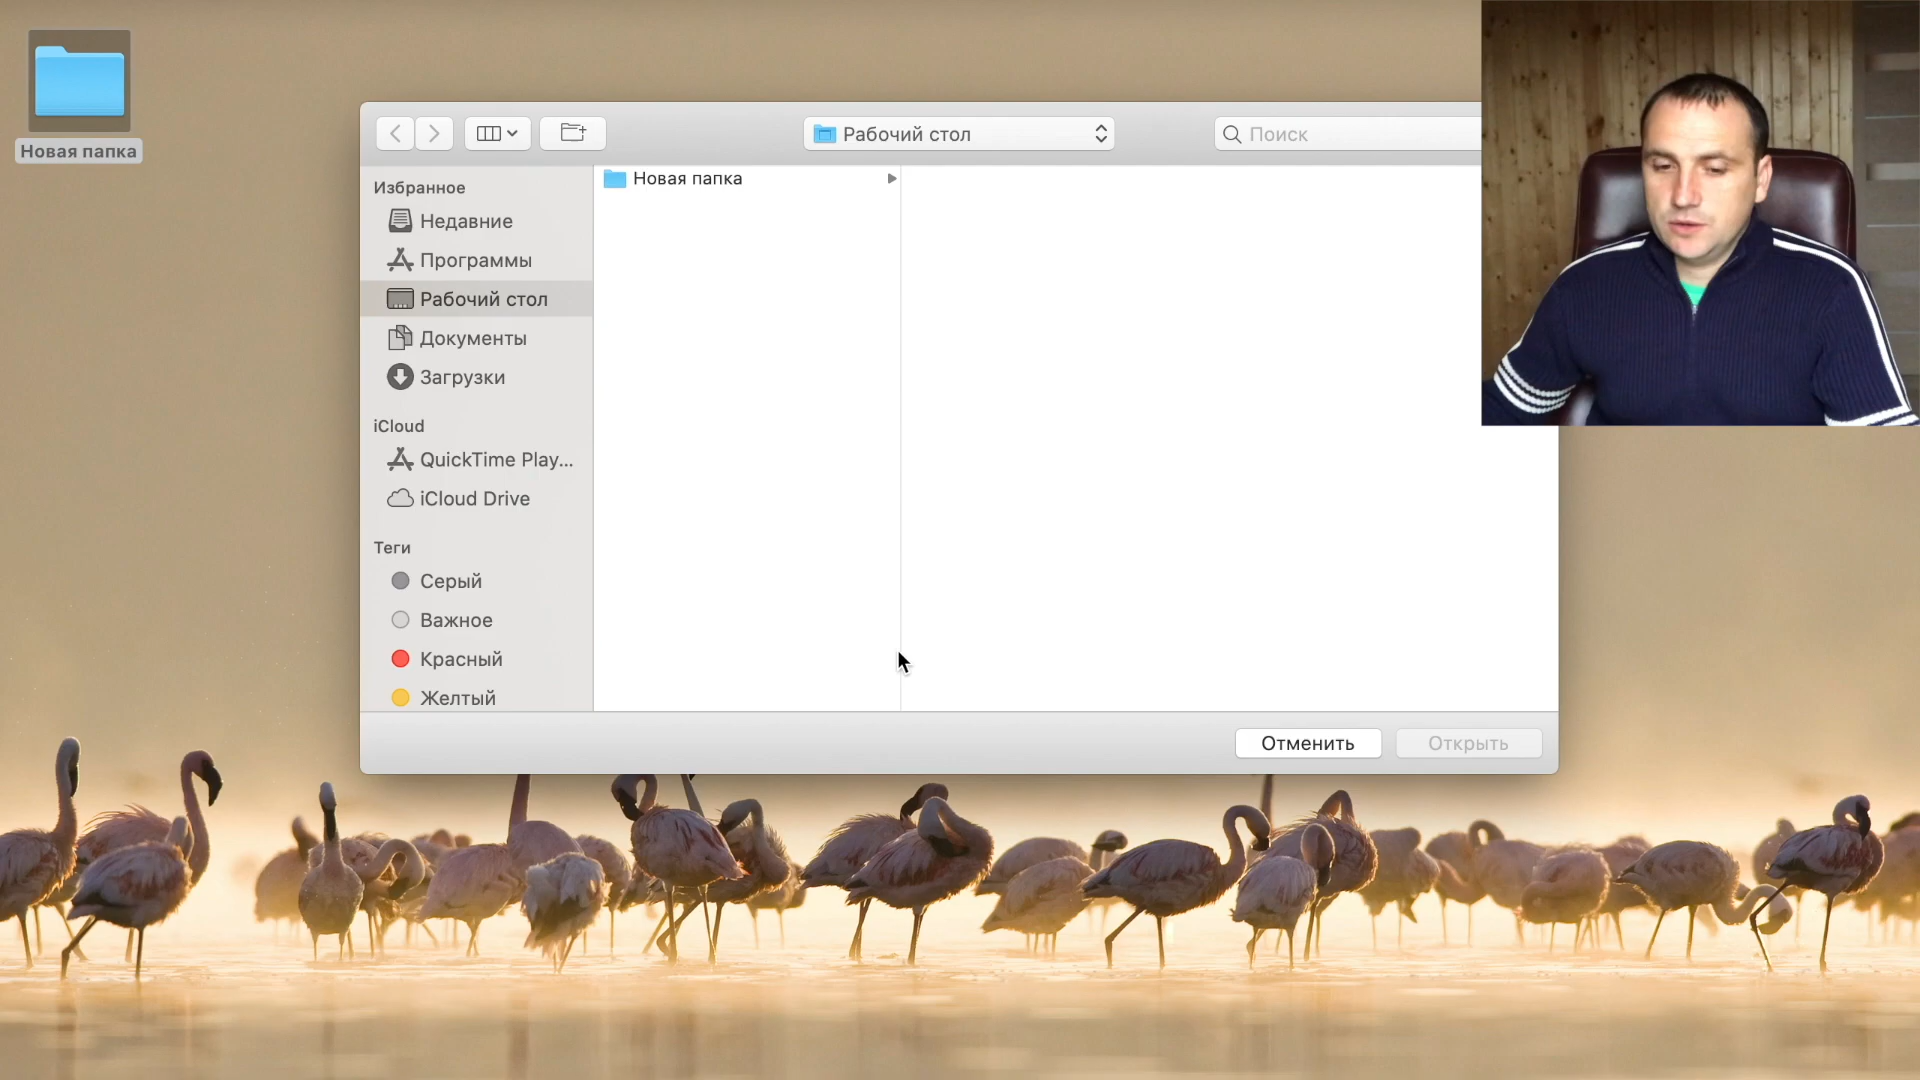 Новая папка
Рабочий стол
Поиск
Избранное
Недавние
Программы
Рабочий стол
Документы
Загрузки
iCloud
QuickTime Play...
iCloud Drive
Теги
Серый
Важное
Красный
Желтый
Новая папка
Отменить
Открыть